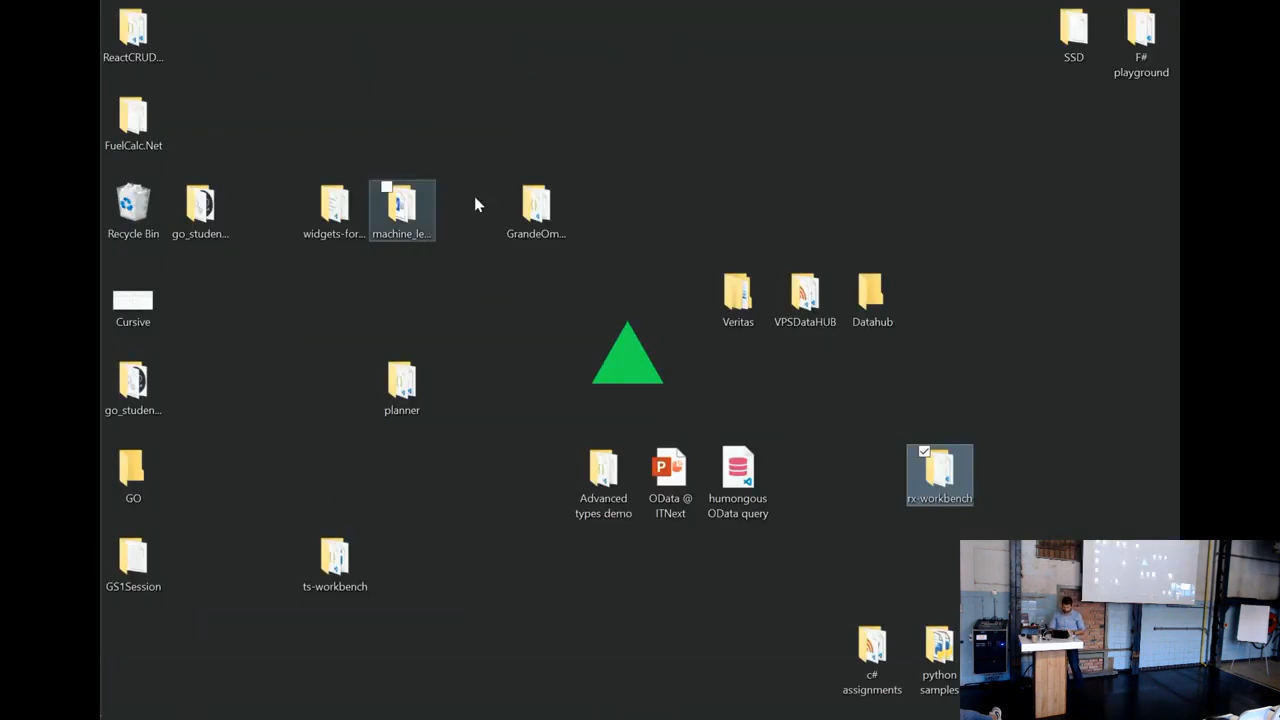 ReactCRUD...
SSD
F#
playground
FuelCalc.Net
Recycle Bin
go_studen...
widgets-for...
machine_le...
GrandeOm...
Cursive
Veritas
VPSDataHUB
Datahub
go_studen...
planner
GO
Advanced
types demo
OData @
ITNext
humongous
OData query
rx-workbench
GS1Session
ts-workbench
c#
assignments
python
samples